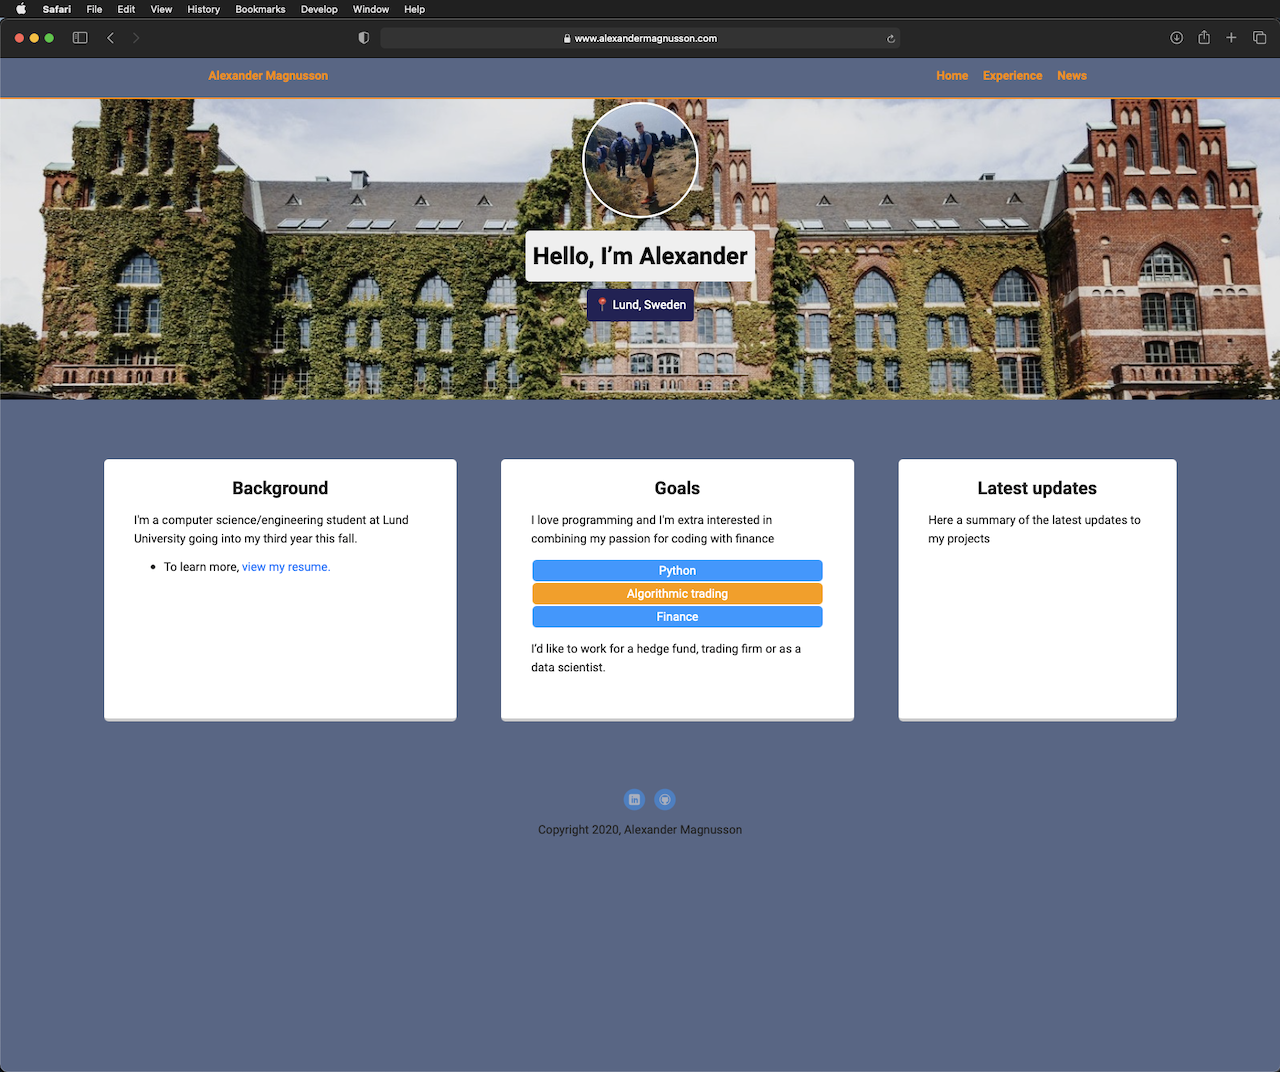 Safari File Edit View History Bookmarks Develop Window Help
www.alexandermagnusson.com
Alexander Magnusson Home Experience News
Hello, I’m Alexander
Lund, Sweden
Background
I'm a computer science/engineering student at Lund
University going into my third year this fall.
To learn more, view my resume.
Goals
I love programming and I'm extra interested in
combining my passion for coding with finance
Python
Algorithmic trading
Finance
I’d like to work for a hedge fund, trading firm or as a
data scientist.
Latest updates
Here a summary of the latest updates to
my projects
in
Copyright 2020, Alexander Magnusson